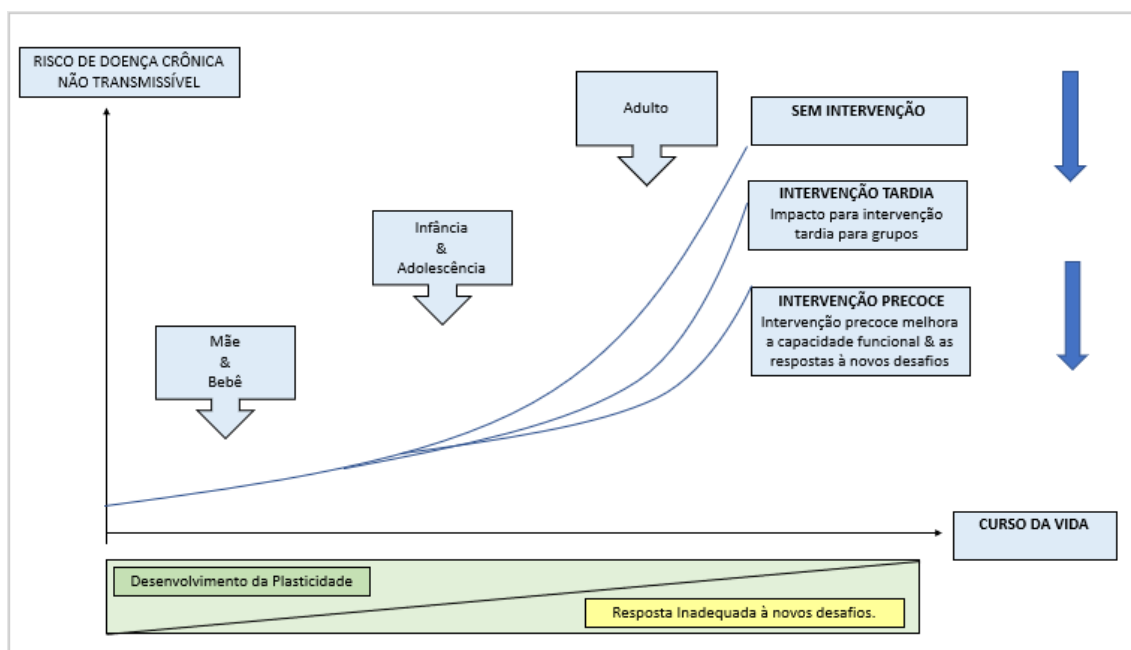 RISCO DE DOENÇA CRÔNICA
NÃO TRANSMISSÍVEL
Adulto
SEM INTERVENÇÃO
INTERVENÇÃO TARDIA
Impacto para intervenção
tardia para grupos
Infância
&
Adolescência
INTERVENÇÃO PRECOCE
Intervenção precoce melhora
a capacidade funcional & as
respostas à novos desafios
Mãe
&
Bebê
CURSO DA VIDA
Desenvolvimento da Plasticidade
Resposta Inadequada à novos desafios.